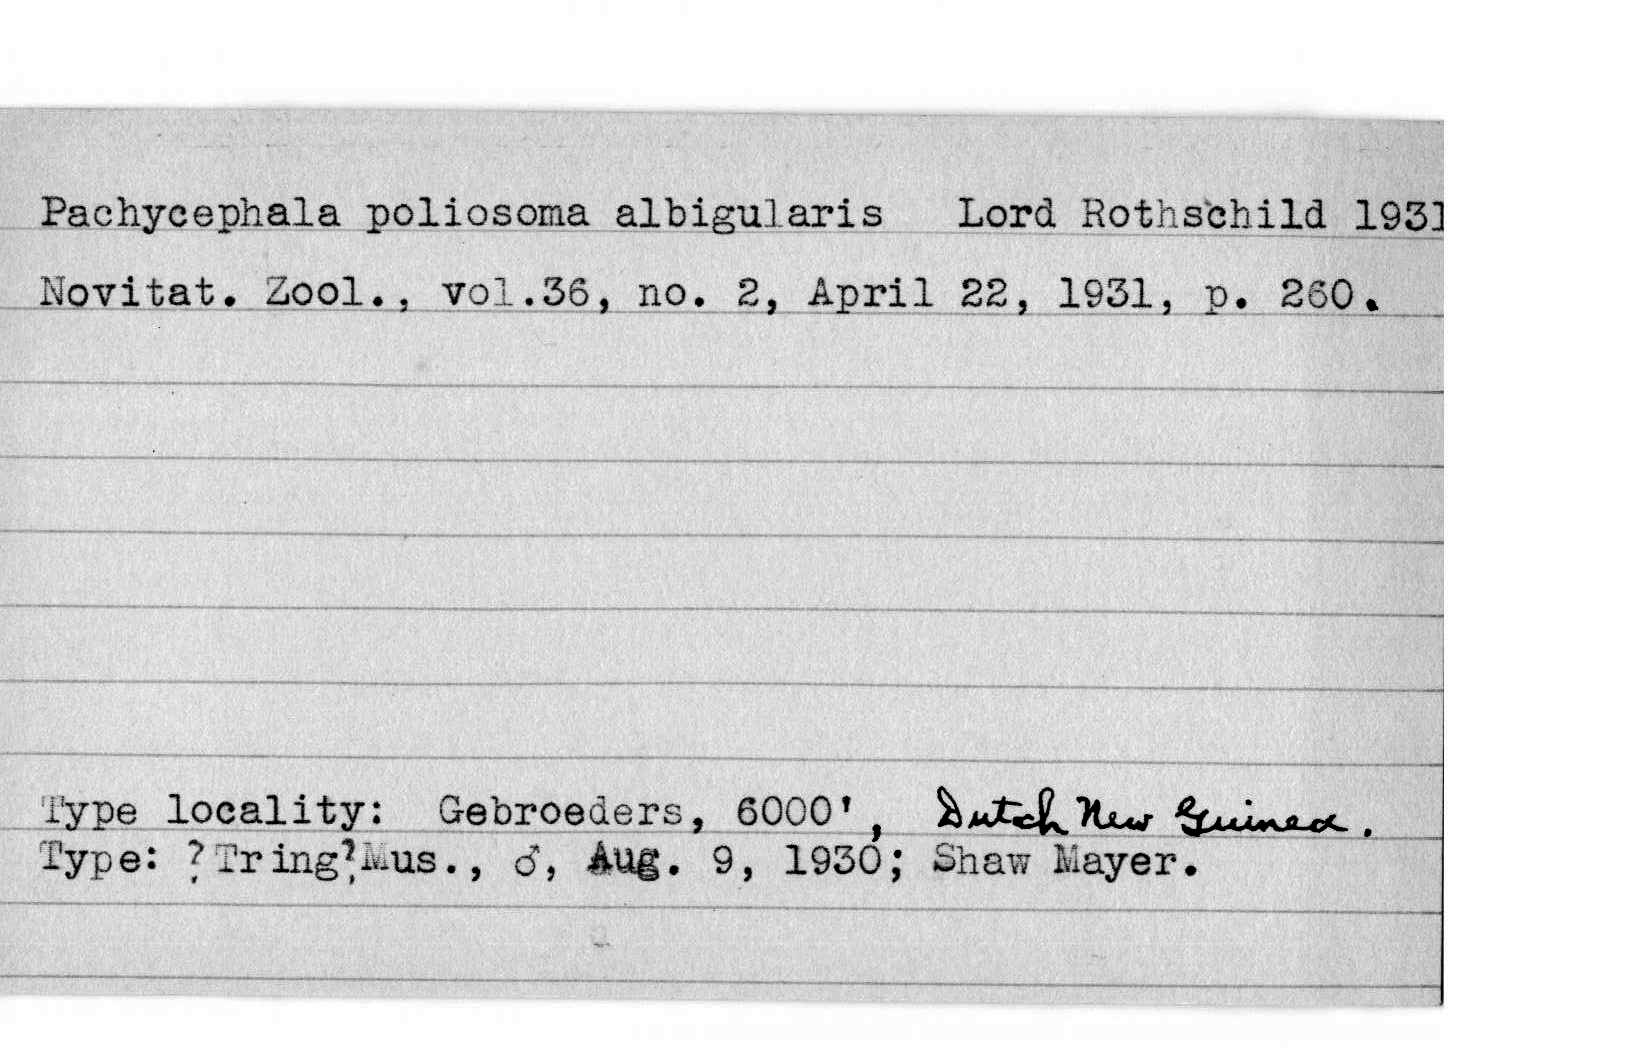 Pachycephala poliosoma albigularis Lord Rothschild 1931
Novitat. Zool., vol.36, no. 2, April 22, 1931, p. 260.
Type locality: Gebroeders, 6000', Dutch New Guinea.
Type: ?Tring? Mus., ♂, Aug. 9, 1930; Shaw Mayer.